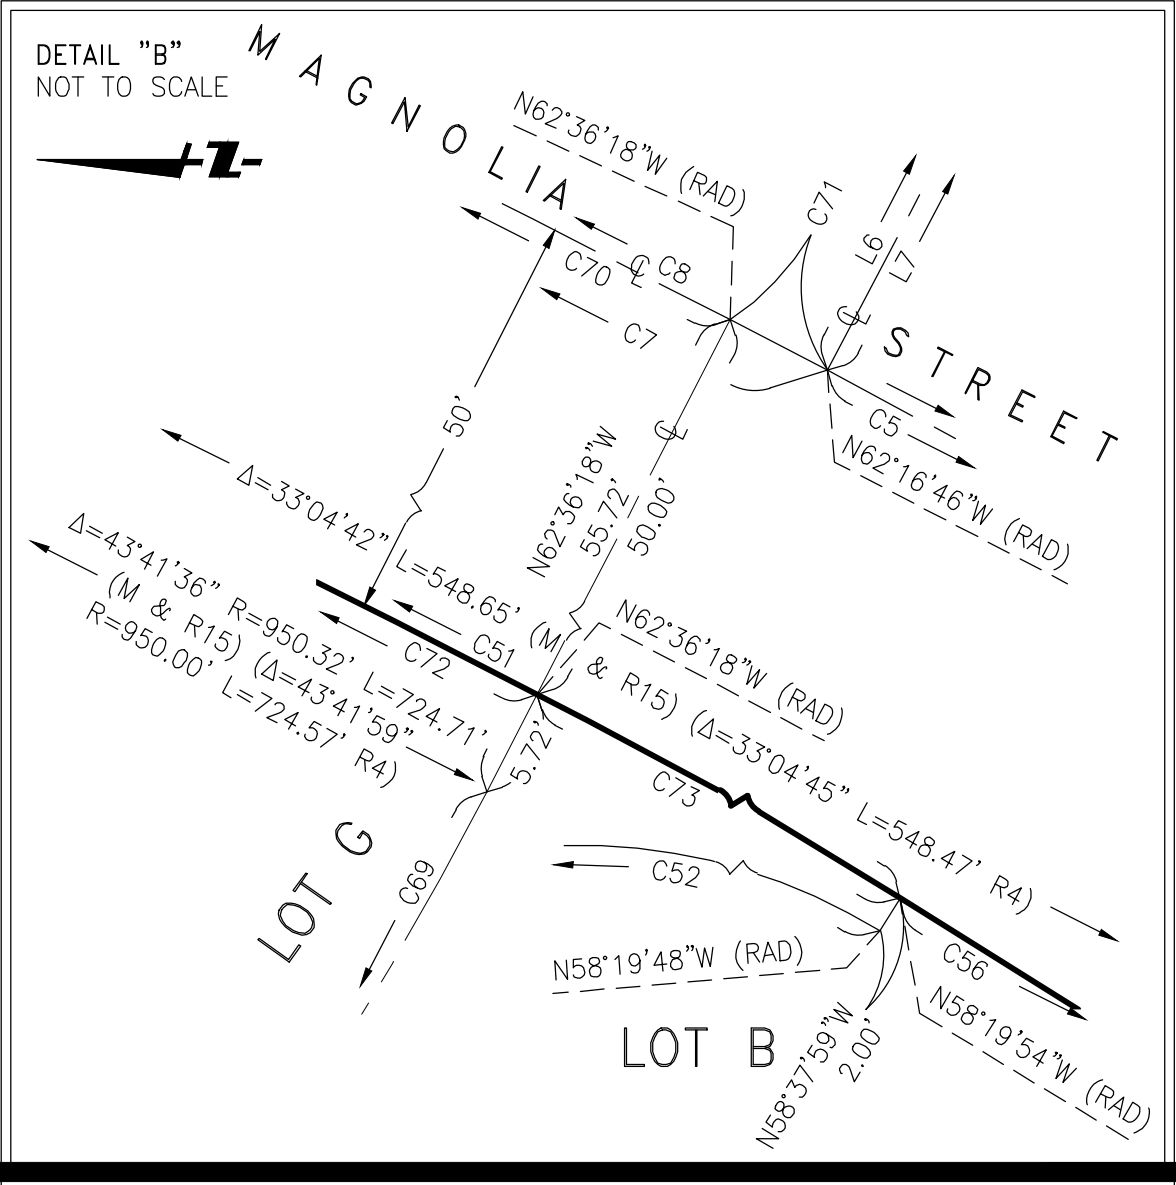 DETAIL "B"
NOT TO SCALE
Z
MAGNOLIA
STREET
N62°36'18"W (RAD)
C71
L6
L7
C70
℄
C8
C7
℄
C5
N62°16'46"W (RAD)
50'
℄
N62°36'18"W
55.72'
50.00'
Δ=33°04'42" L=548.65' (M & R15) (Δ=33°04'45" L=548.47' R4)
Δ=43°41'36" R=950.32' L=724.71'
(M & R15) (Δ=43°41'59"
R=950.00' L=724.57' R4)
C51
C72
N62°36'18"W (RAD)
5.72'
C73
LOT G
C69
C52
N58°19'48"W (RAD)
C56
N58°19'54"W (RAD)
N58°37'59"W
2.00'
LOT B